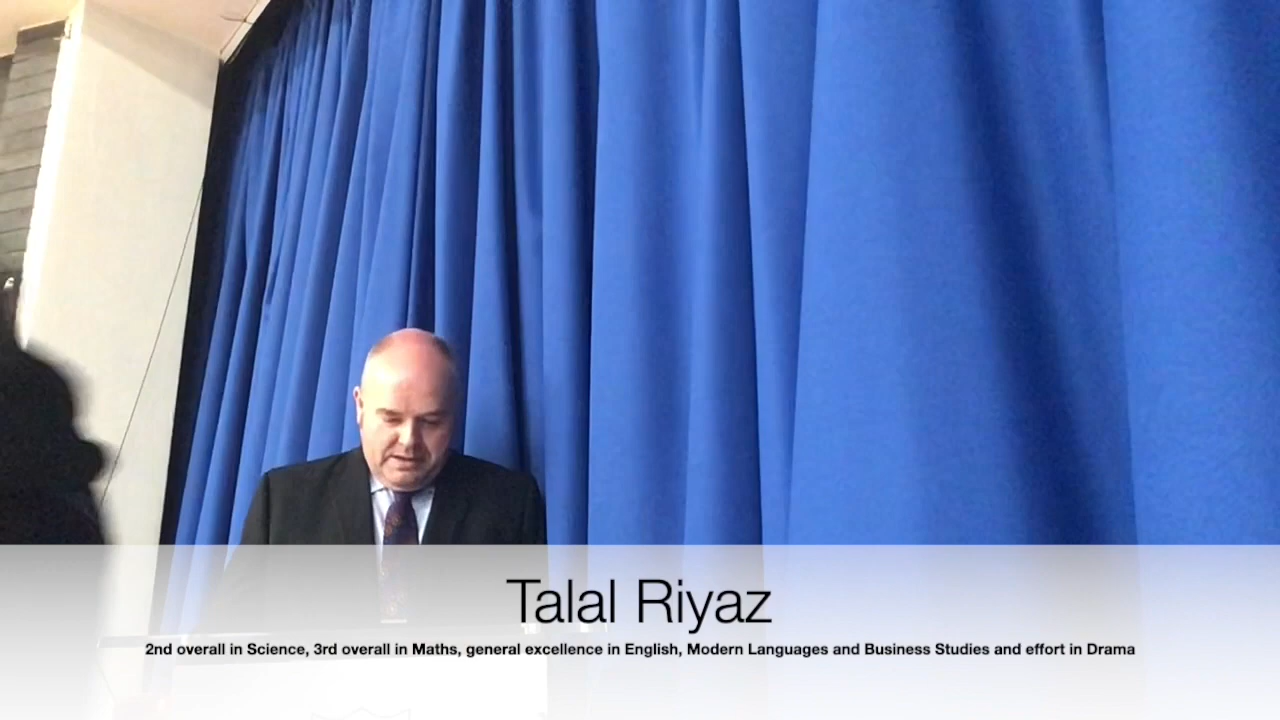 Talal Riyaz
2nd overall in Science, 3rd overall in Maths, general excellence in English, Modern Languages and Business Studies and effort in Drama